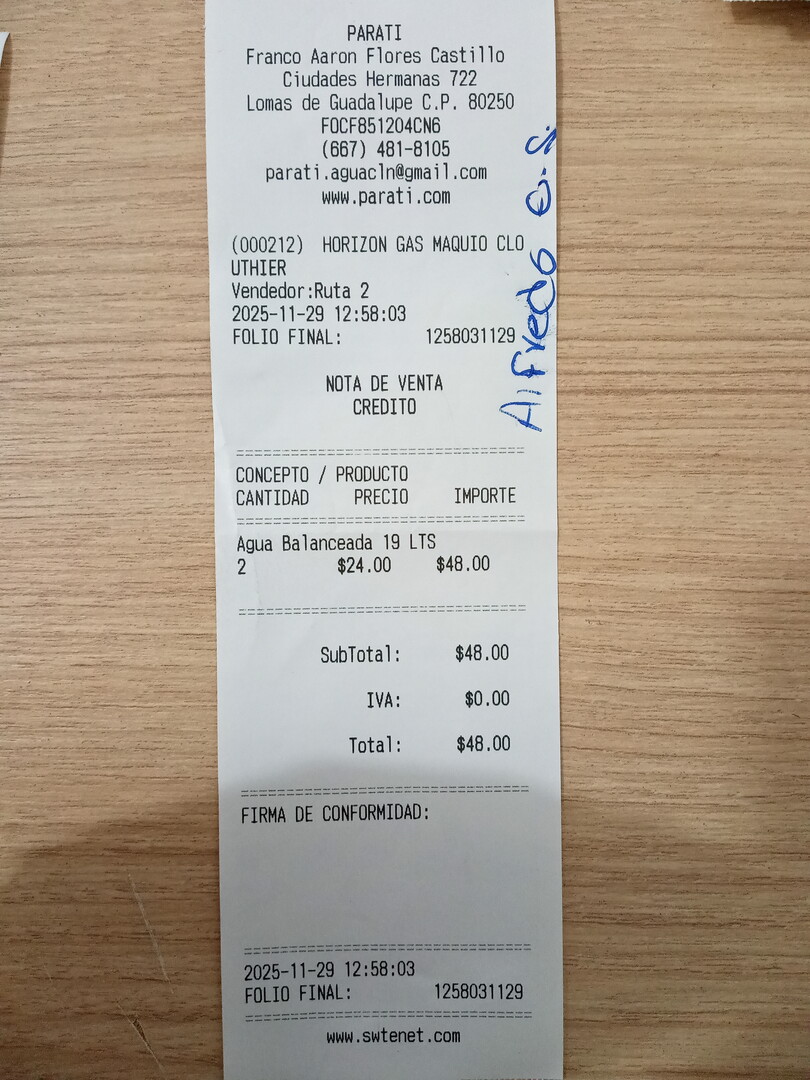 PARATI
Franco Aaron Flores Castillo
Ciudades Hermanas 722
Lomas de Guadalupe C.P. 80250
FOCF851204CN6
(667) 481-8105
parati.aguacln@gmail.com
www.parati.com
(000212) HORIZON GAS MAQUIO CLO
UTHIER
Vendedor:Ruta 2
2025-11-29 12:58:03
FOLIO FINAL: 1258031129
Alfredo O.S.
NOTA DE VENTA
CREDITO
CONCEPTO / PRODUCTO
CANTIDAD PRECIO IMPORTE
Agua Balanceada 19 LTS
2 $24.00 $48.00
SubTotal: $48.00
IVA: $0.00
Total: $48.00
FIRMA DE CONFORMIDAD:
2025-11-29 12:58:03
FOLIO FINAL: 1258031129
www.swtenet.com